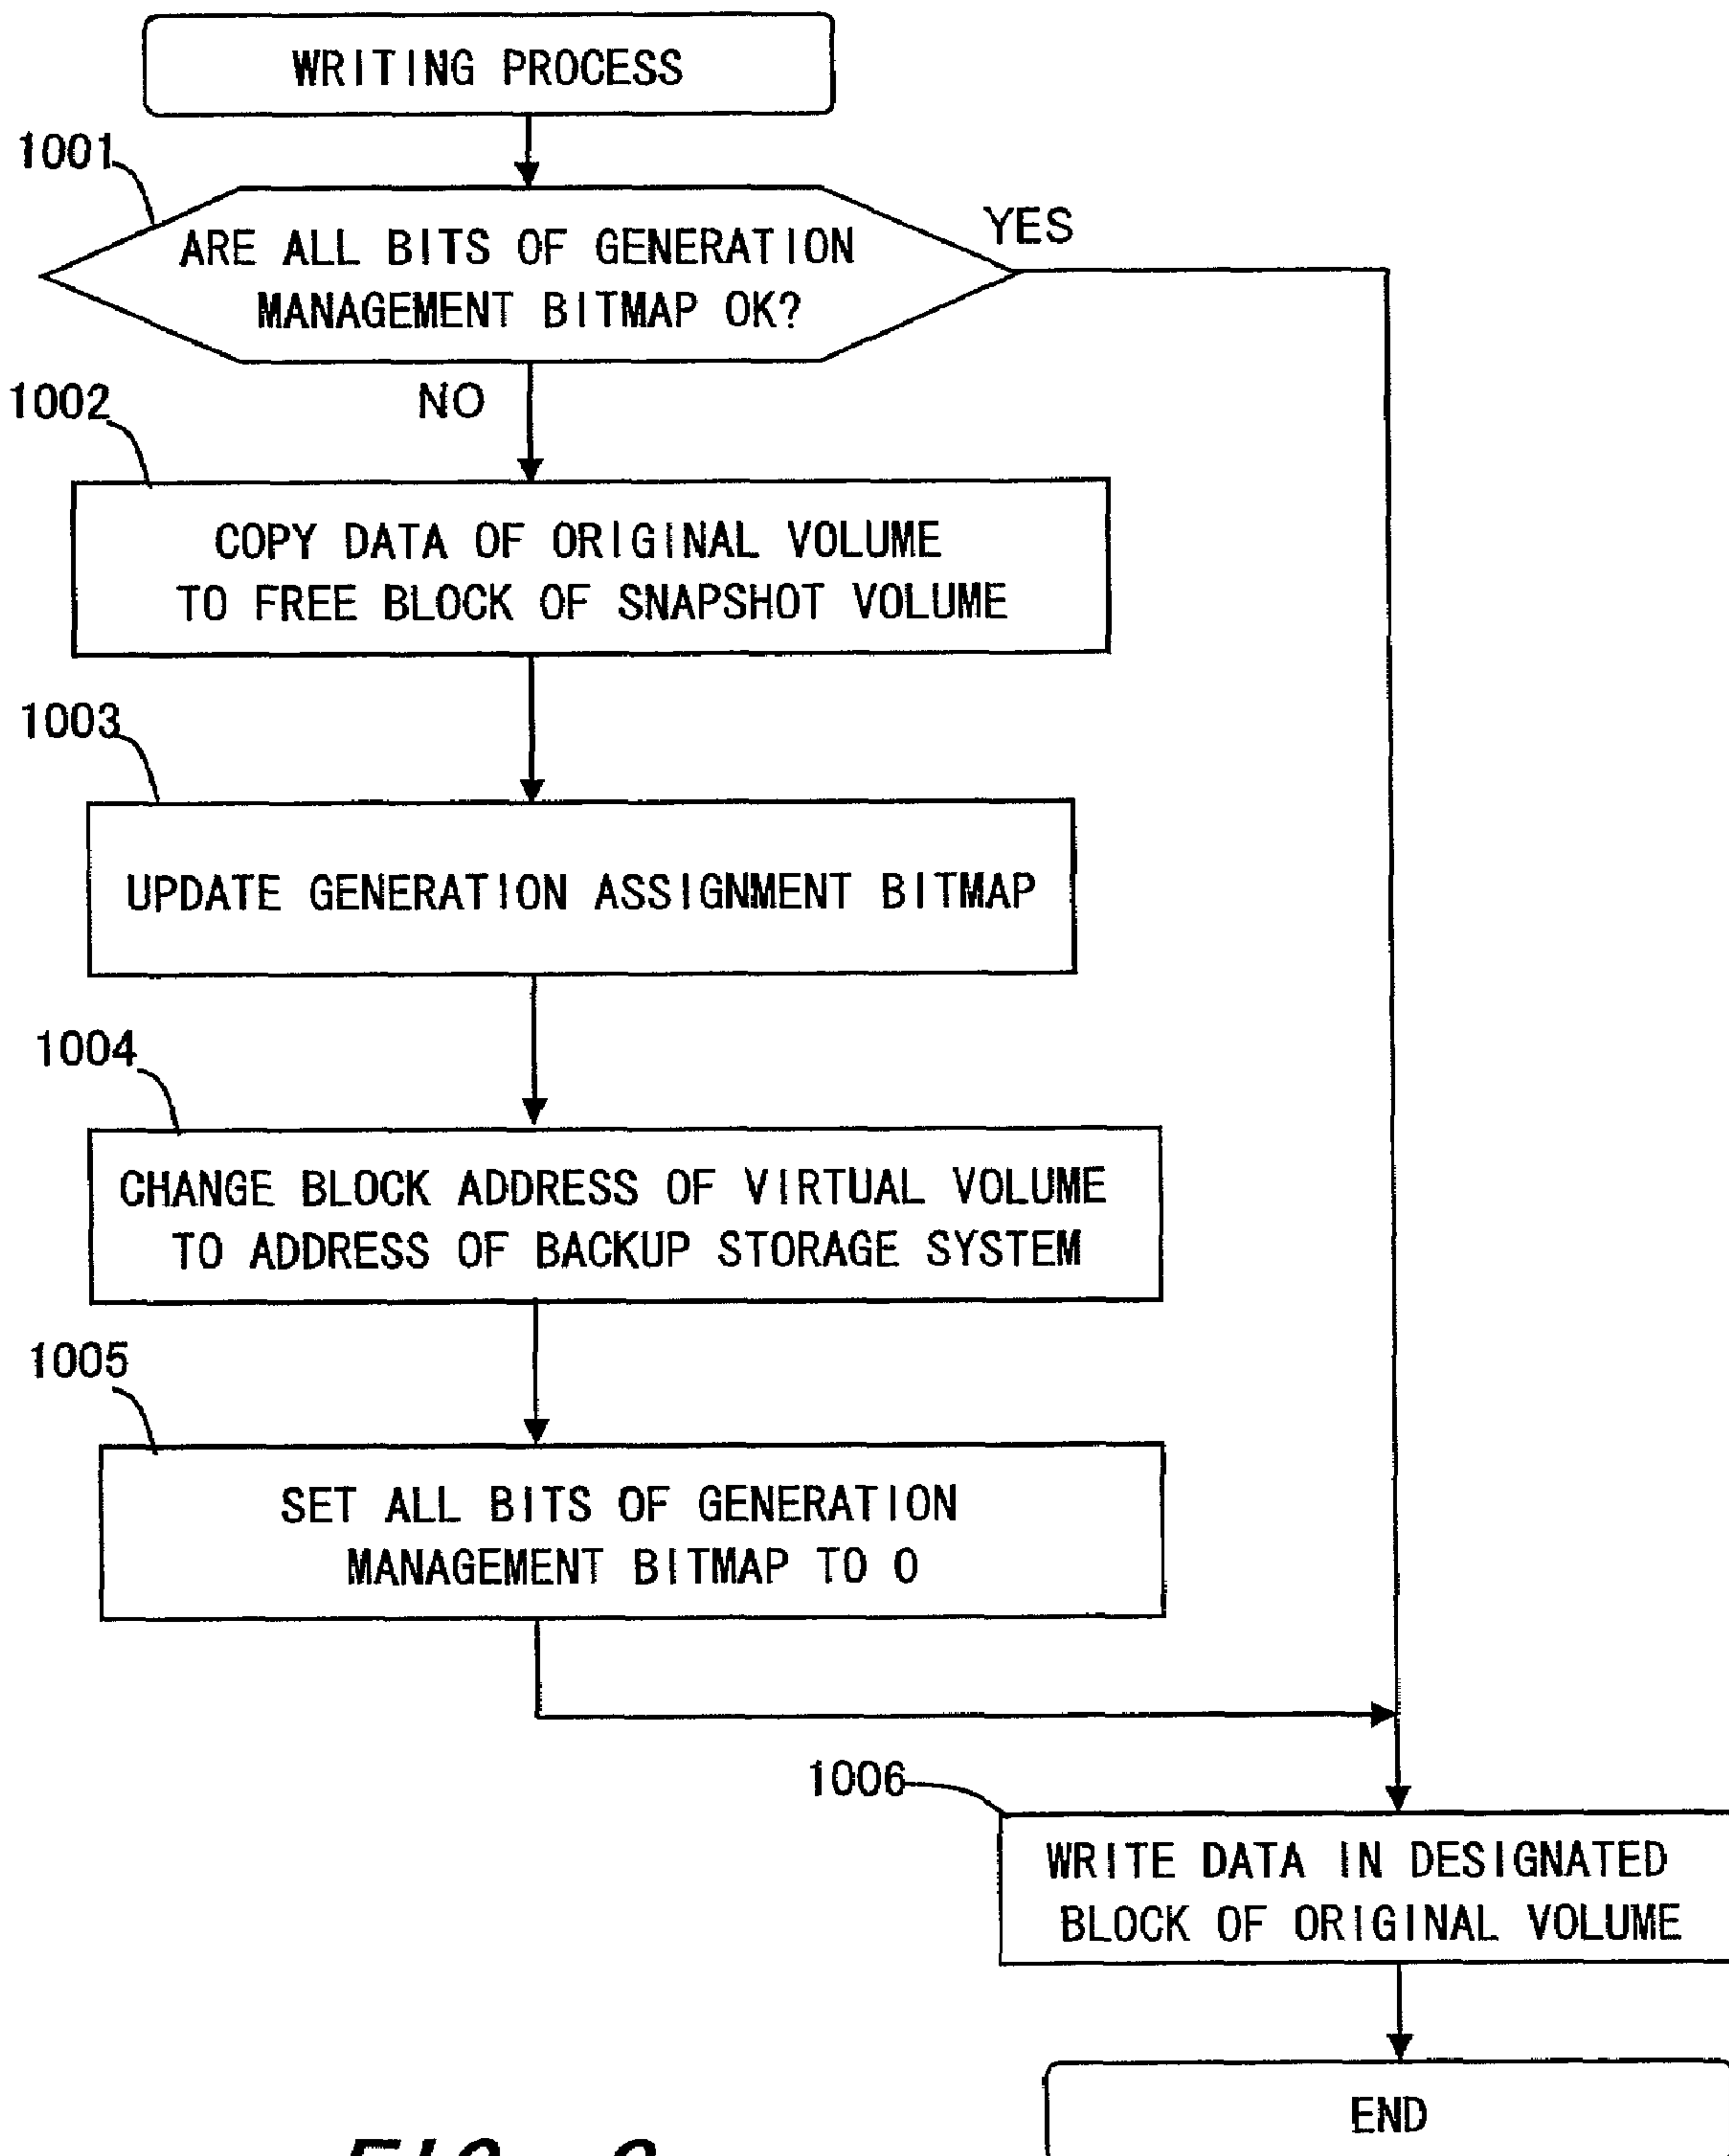 WRITING PROCESS
1001
ARE ALL BITS OF GENERATION
MANAGEMENT BITMAP OK?
YES
NO
1002
COPY DATA OF ORIGINAL VOLUME
TO FREE BLOCK OF SNAPSHOT VOLUME
1003
UPDATE GENERATION ASSIGNMENT BITMAP
1004
CHANGE BLOCK ADDRESS OF VIRTUAL VOLUME
TO ADDRESS OF BACKUP STORAGE SYSTEM
1005
SET ALL BITS OF GENERATION
MANAGEMENT BITMAP TO 0
1006
WRITE DATA IN DESIGNATED
BLOCK OF ORIGINAL VOLUME
END